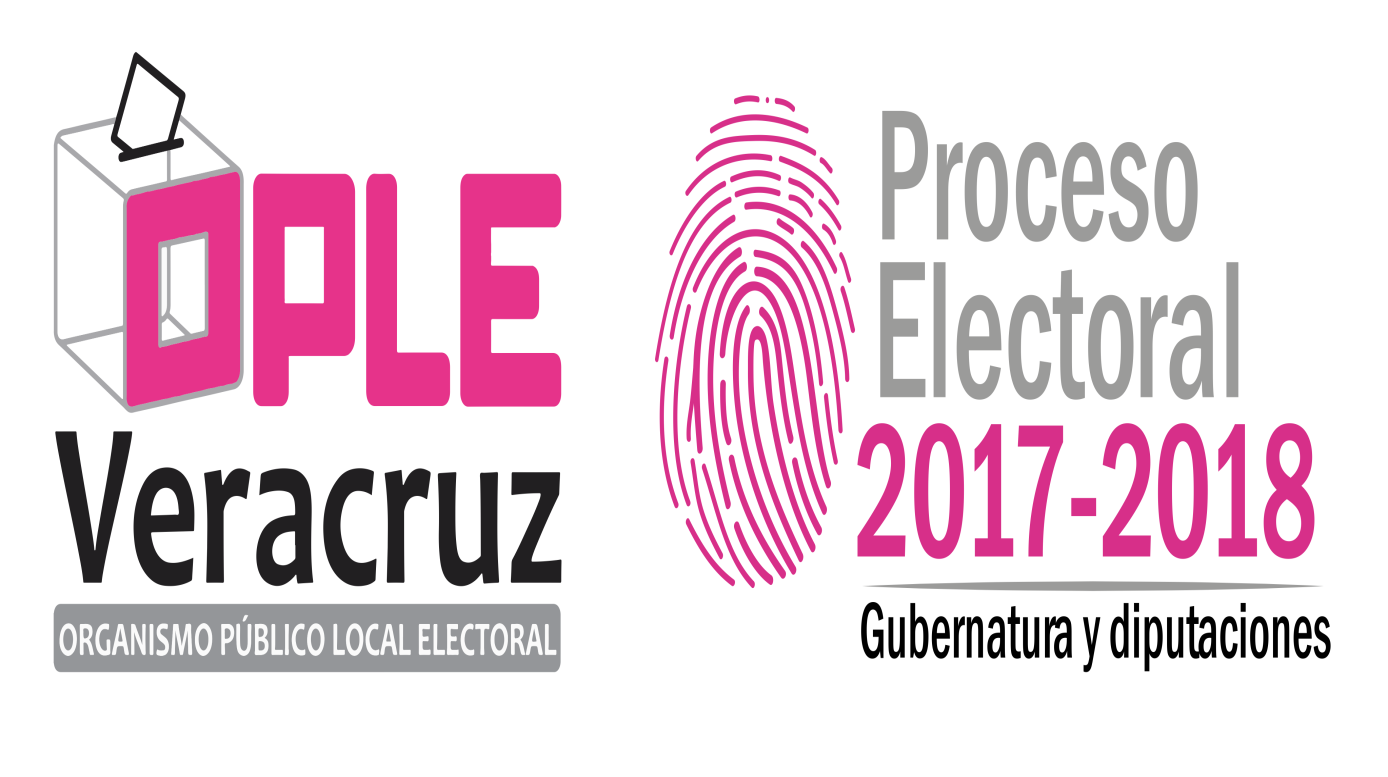 OPLE
Veracruz
ORGANISMO PÚBLICO LOCAL ELECTORAL
Proceso
Electoral
2017-2018
Gubernatura y diputaciones